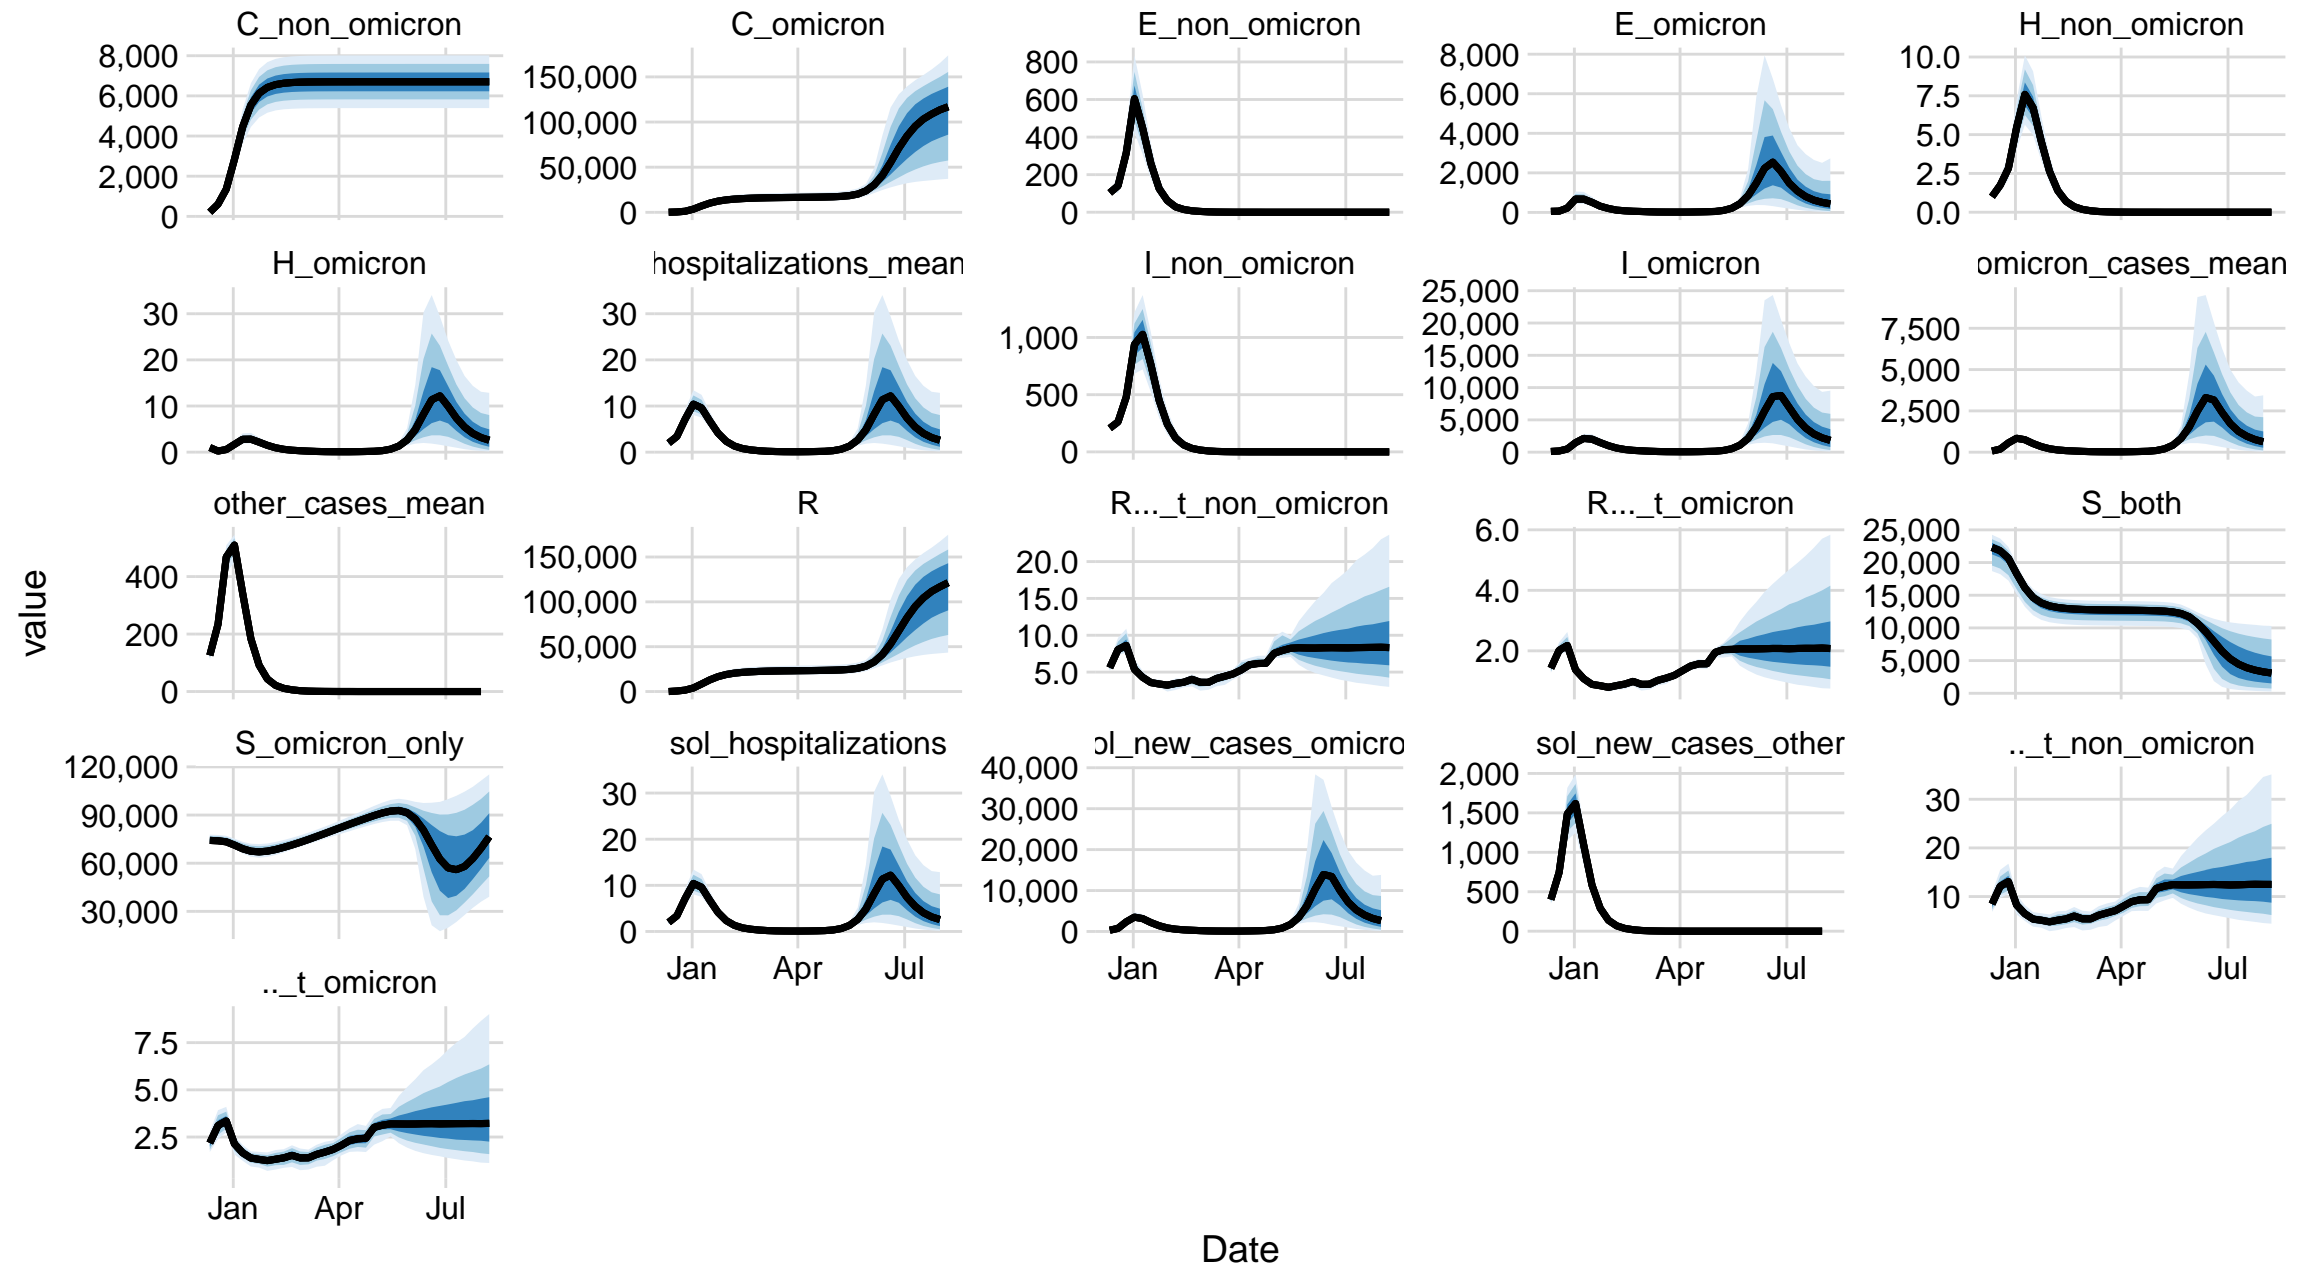 C_non_omicron C_omicron E_non_omicron E_omicron H_non_omicron
8,000 6,000 4,000 2,000 0
150,000 100,000 50,000 0
800 600 400 200 0
8,000 6,000 4,000 2,000 0
10.0 7.5 5.0 2.5 0.0
H_omicron hospitalizations_mean I_non_omicron I_omicron omicron_cases_mean
30 20 10 0
30 20 10 0
1,000 500 0
25,000 20,000 15,000 10,000 5,000 0
7,500 5,000 2,500 0
other_cases_mean R R..._t_non_omicron R..._t_omicron S_both
400 200 0
150,000 100,000 50,000 0
20.0 15.0 10.0 5.0
6.0 4.0 2.0
25,000 20,000 15,000 10,000 5,000 0
S_omicron_only sol_hospitalizations ol_new_cases_omicro sol_new_cases_other .._t_non_omicron
120,000 90,000 60,000 30,000
30 20 10 0
40,000 30,000 20,000 10,000 0
2,000 1,500 1,000 500 0
30 20 10
Jan Apr Jul Jan Apr Jul Jan Apr Jul Jan Apr Jul
.._t_omicron
7.5 5.0 2.5
Jan Apr Jul
value
Date